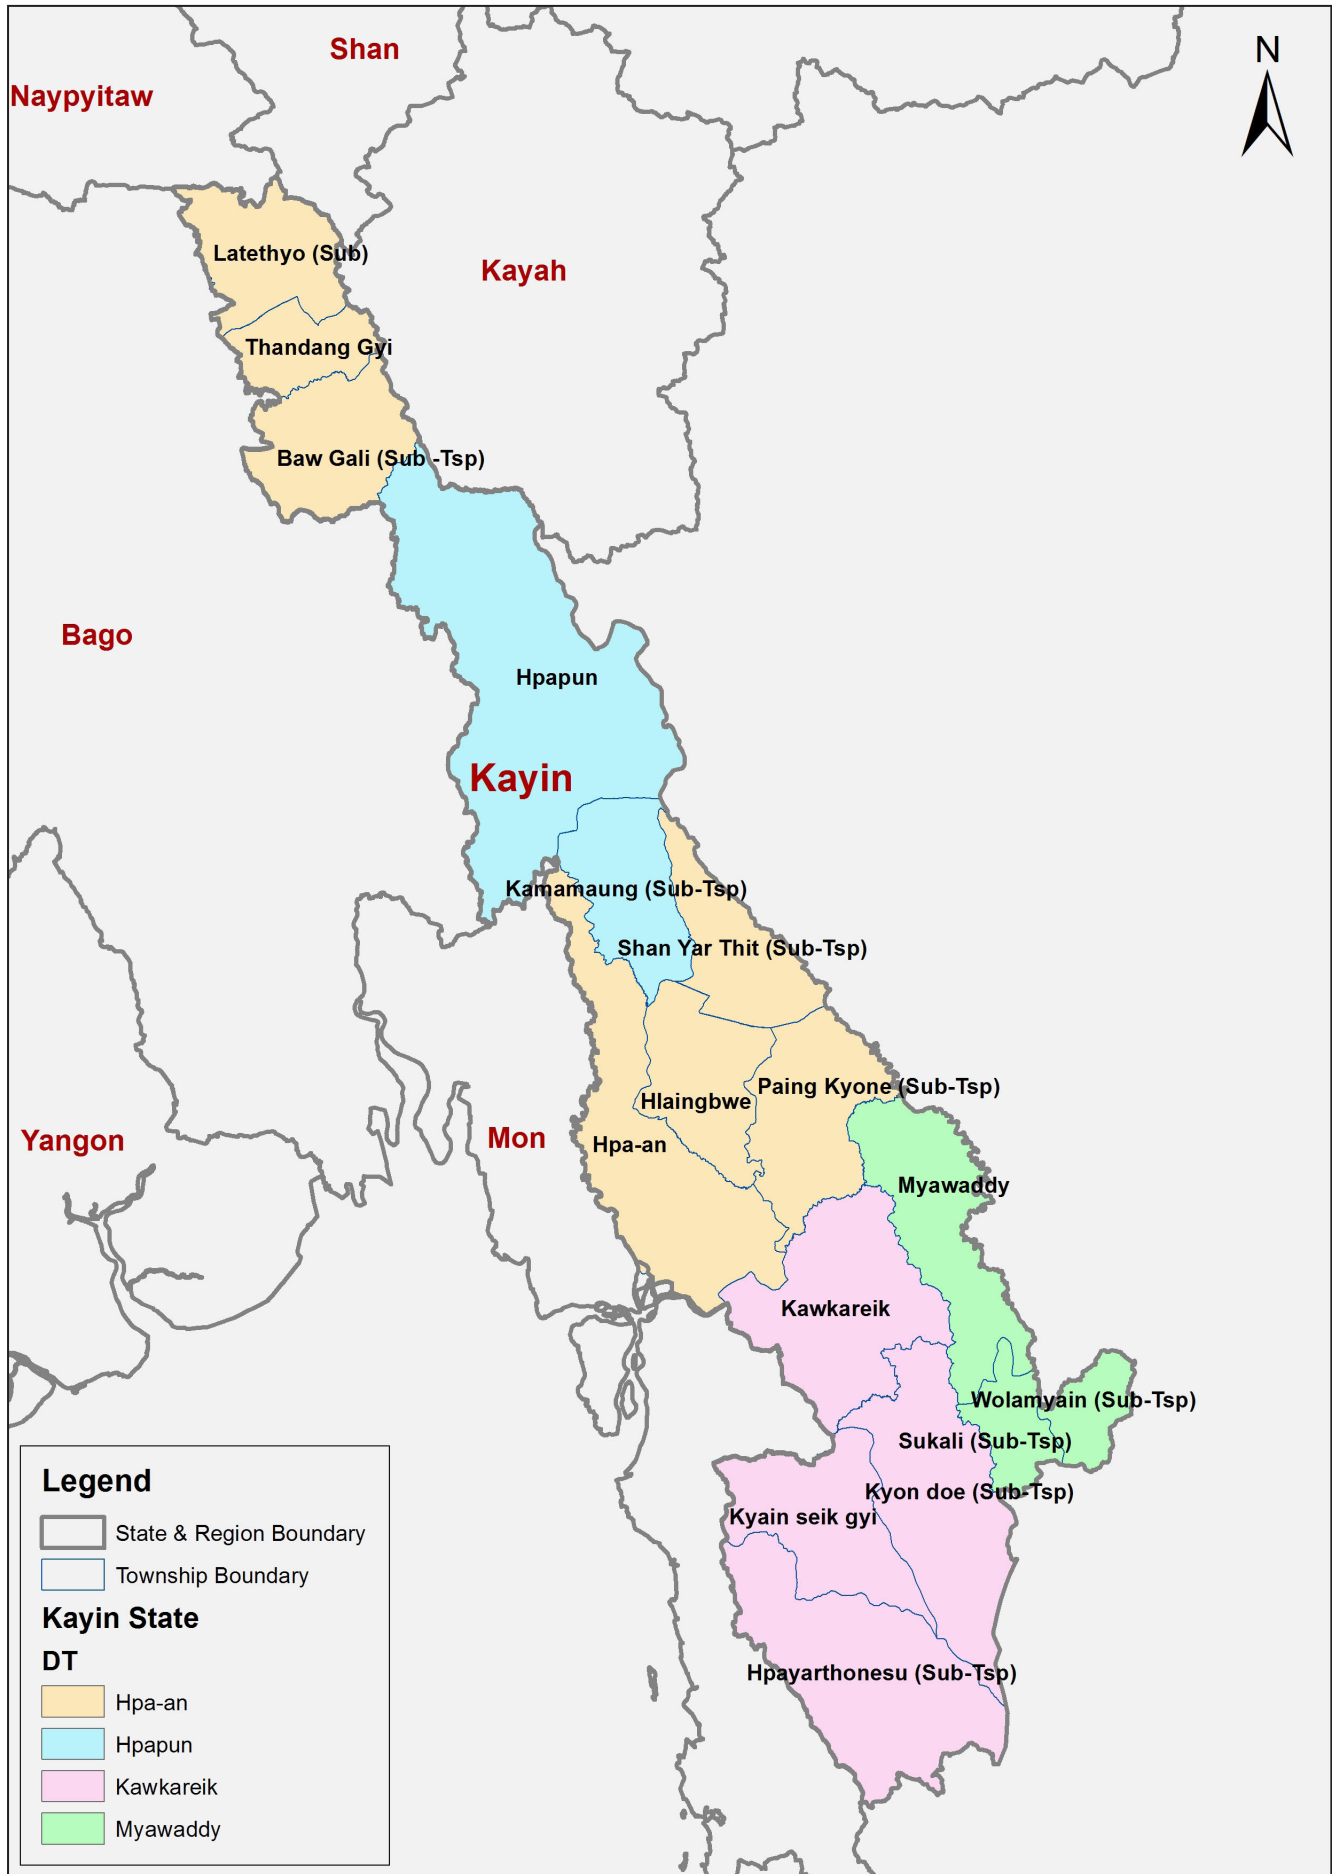 Shan
N
Naypyitaw
Latethyo (Sub)
Kayah
Thandang Gyi
Baw Gali (Sub -Tsp)
Bago
Hpapun
Kayin
Kamamaung (Sub-Tsp)
Shan Yar Thit (Sub-Tsp)
Paing Kyone (Sub-Tsp)
Hlaingbwe
Yangon
Mon
Hpa-an
Myawaddy
Kawkareik
Wolamyain (Sub-Tsp)
Sukali (Sub-Tsp)
Kyon doe (Sub-Tsp)
Kyain seik gyi
Hpayarthonesu (Sub-Tsp)
Legend
State & Region Boundary
Township Boundary
Kayin State
DT
Hpa-an
Hpapun
Kawkareik
Myawaddy